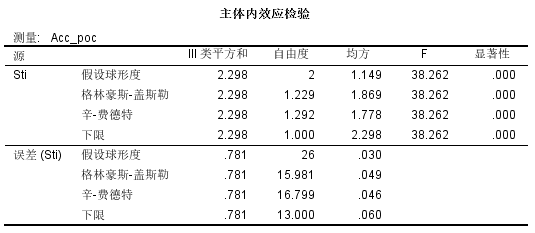 主体内效应检验
测量: Acc_poc
源 III 类平方和 自由度 均方 F 显著性
Sti 假设球形度 2.298 2 1.149 38.262 .000
格林豪斯-盖斯勒 2.298 1.229 1.869 38.262 .000
辛-费德特 2.298 1.292 1.778 38.262 .000
下限 2.298 1.000 2.298 38.262 .000
误差 (Sti) 假设球形度 .781 26 .030
格林豪斯-盖斯勒 .781 15.981 .049
辛-费德特 .781 16.799 .046
下限 .781 13.000 .060